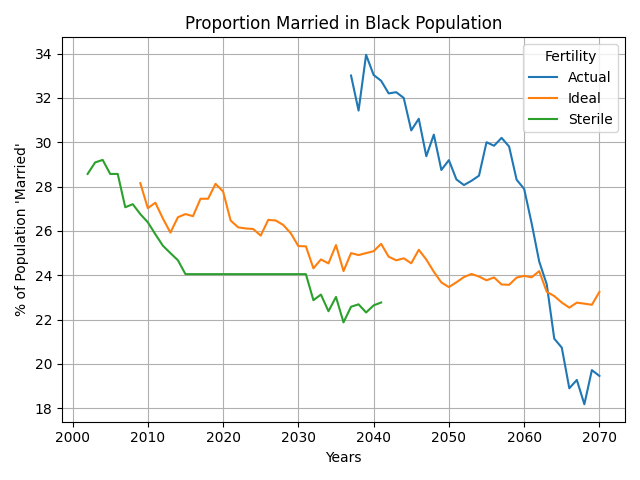 Proportion Married in Black Population
% of Population 'Married'
34
32
30
28
26
24
22
20
18
Fertility
Actual
Ideal
Sterile
2000 2010 2020 2030 2040 2050 2060 2070
Years